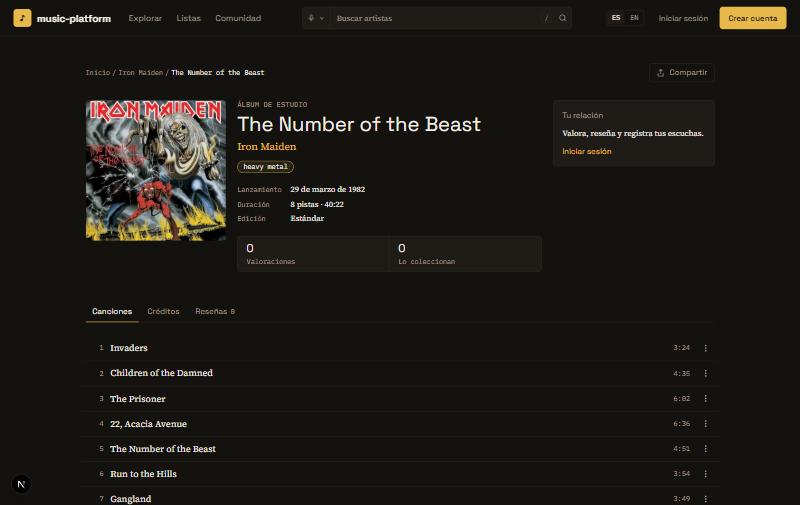 music-platform
Explorar
Listas
Comunidad
Buscar artistas
/
ES
EN
Iniciar sesión
Crear cuenta
Inicio / Iron Maiden / The Number of the Beast
Compartir
IRON MAIDEN
THE NUMBER
OF THE BEAST
ÁLBUM DE ESTUDIO
The Number of the Beast
Iron Maiden
heavy metal
Lanzamiento 29 de marzo de 1982
Duración 8 pistas · 40:22
Edición Estándar
0
Valoraciones
0
Lo coleccionan
Tu relación
Valora, reseña y registra tus escuchas.
Iniciar sesión
Canciones
Créditos
Reseñas 0
1 Invaders 3:24
2 Children of the Damned 4:35
3 The Prisoner 6:02
4 22, Acacia Avenue 6:36
5 The Number of the Beast 4:51
6 Run to the Hills 3:54
7 Gangland 3:49
N